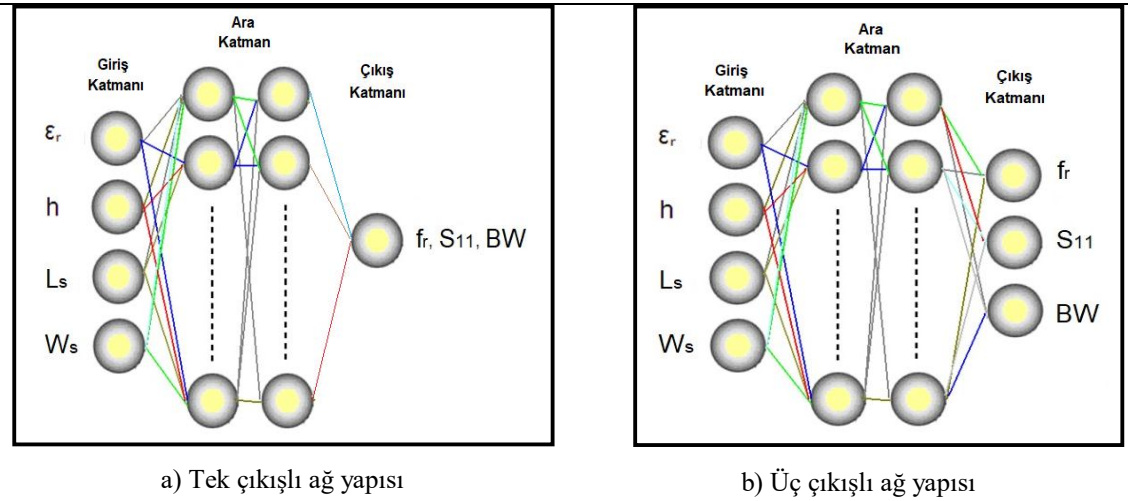 Ara
Katman
Giriş
Katmanı
Çıkış
Katmanı
εr
h
Ls
Ws
fr, S11, BW
a) Tek çıkışlı ağ yapısı
Ara
Katman
Giriş
Katmanı
Çıkış
Katmanı
εr
h
Ls
Ws
fr
S11
BW
b) Üç çıkışlı ağ yapısı